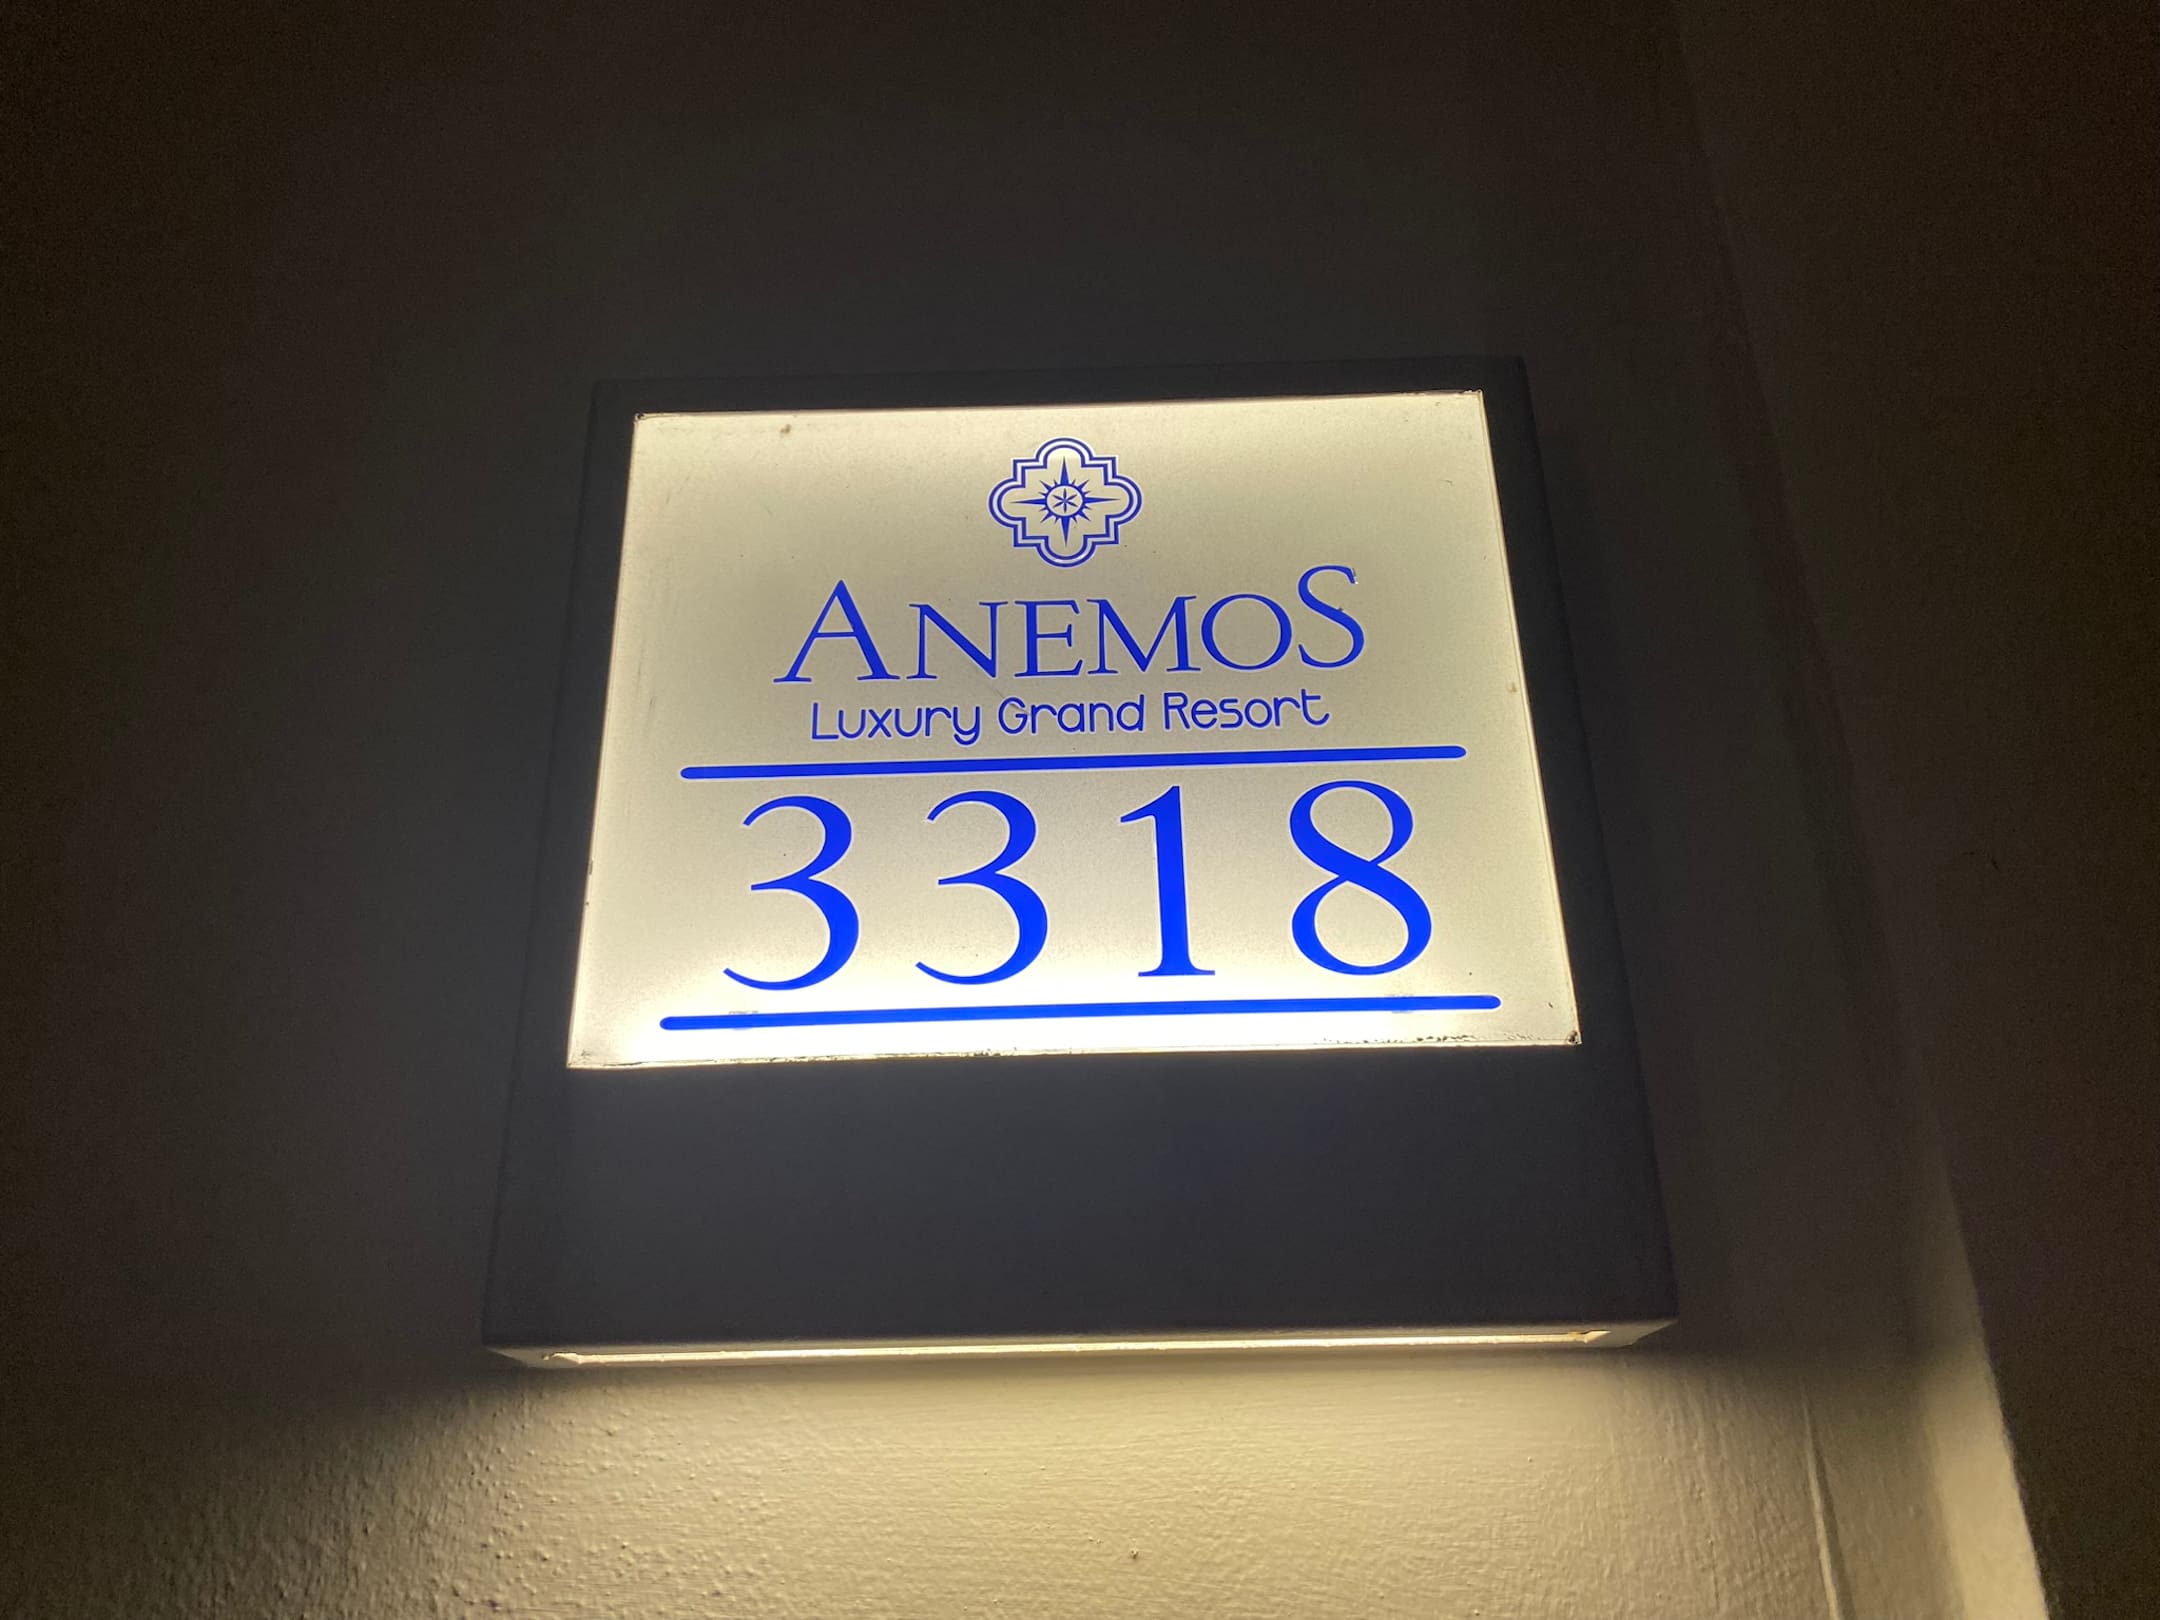 ANEMOS
Luxury Grand Resort
3318